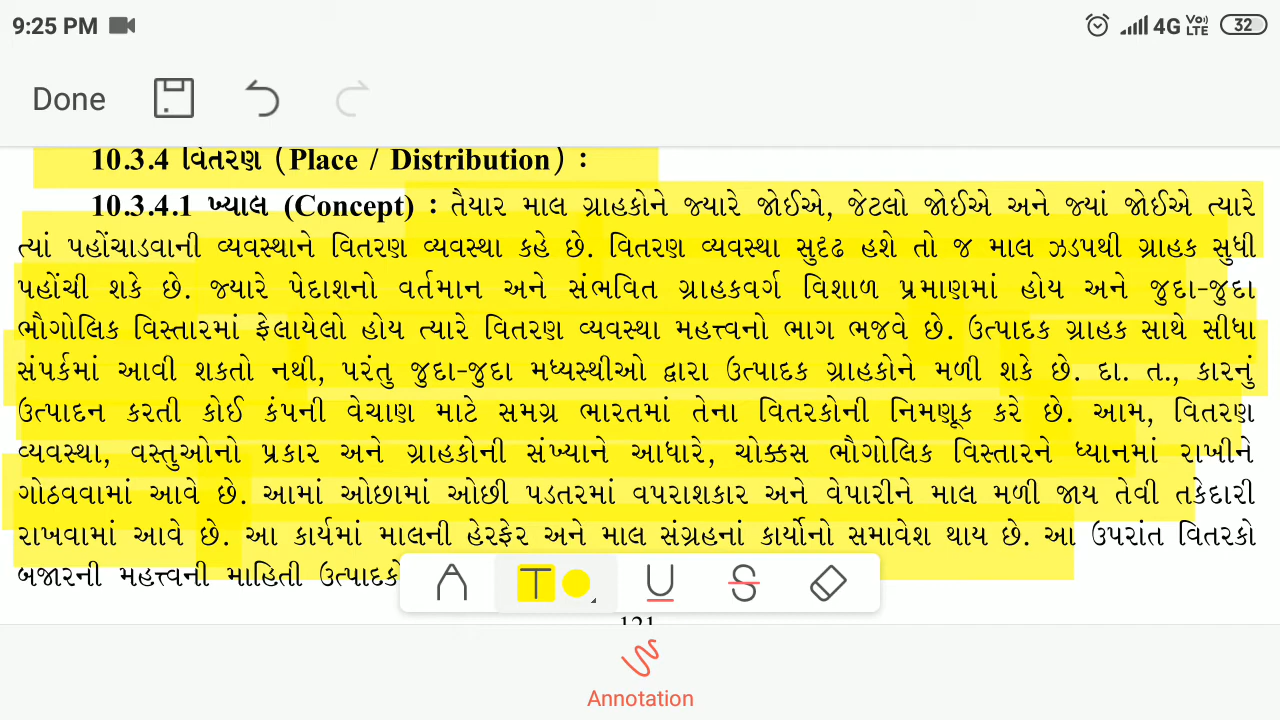 9:25 PM 4G Vo)) LTE 32
Done
10.3.4 વિતરણ (Place / Distribution) :
10.3.4.1 ખ્યાલ (Concept) : તૈયાર માલ ગ્રાહકોને જ્યારે જોઈએ, જેટલો જોઈએ અને જ્યાં જોઈએ ત્યારે
ત્યાં પહોંચાડવાની વ્યવસ્થાને વિતરણ વ્યવસ્થા કહે છે. વિતરણ વ્યવસ્થા સુદૃઢ હશે તો જ માલ ઝડપથી ગ્રાહક સુધી
પહોંચી શકે છે. જ્યારે પેદાશનો વર્તમાન અને સંભવિત ગ્રાહકવર્ગ વિશાળ પ્રમાણમાં હોય અને જુદા-જુદા
ભૌગોલિક વિસ્તારમાં ફેલાયેલો હોય ત્યારે વિતરણ વ્યવસ્થા મહત્ત્વનો ભાગ ભજવે છે. ઉત્પાદક ગ્રાહક સાથે સીધા
સંપર્કમાં આવી શકતો નથી, પરંતુ જુદા-જુદા મધ્યસ્થીઓ દ્વારા ઉત્પાદક ગ્રાહકોને મળી શકે છે. દા. ત., કારનું
ઉત્પાદન કરતી કોઈ કંપની વેચાણ માટે સમગ્ર ભારતમાં તેના વિતરકોની નિમણૂક કરે છે. આમ, વિતરણ
વ્યવસ્થા, વસ્તુઓનો પ્રકાર અને ગ્રાહકોની સંખ્યાને આધારે, ચોક્કસ ભૌગોલિક વિસ્તારને ધ્યાનમાં રાખીને
ગોઠવવામાં આવે છે. આમાં ઓછામાં ઓછી પડતરમાં વપરાશકાર અને વેપારીને માલ મળી જાય તેવી તકેદારી
રાખવામાં આવે છે. આ કાર્યમાં માલની હેરફેર અને માલ સંગ્રહનાં કાર્યોનો સમાવેશ થાય છે. આ ઉપરાંત વિતરકો
બજારની મહત્ત્વની માહિતી ઉત્પાદકો
T U S
121
Annotation